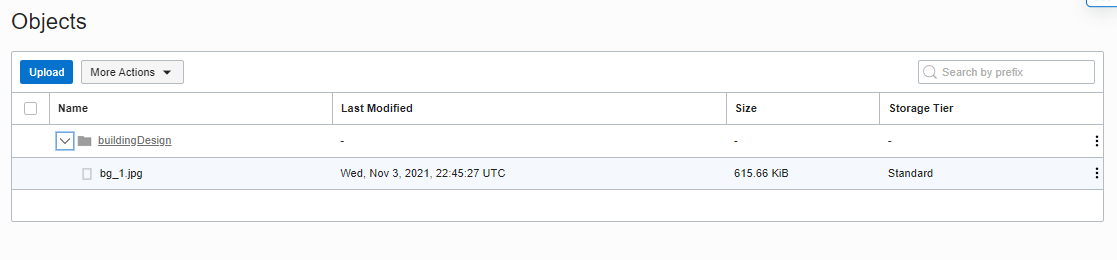 Objects
Upload More Actions Search by prefix
Name Last Modified Size Storage Tier
buildingDesign - - -
bg_1.jpg Wed, Nov 3, 2021, 22:45:27 UTC 615.66 KiB Standard